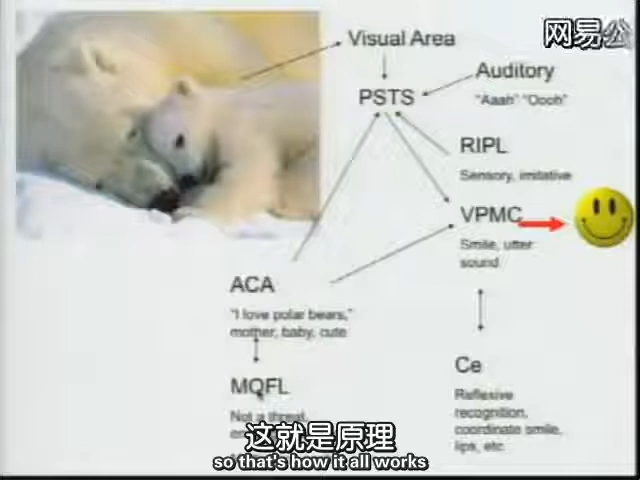 网易公
Visual Area
PSTS
Auditory
"Aaah" "Oooh"
RIPL
Sensory, imitative
VPMC
Smile, utter
sound
ACA
"I love polar bears,"
mother, baby, cute
Ce
Reflexive
recognition,
coordinate smile,
lips, etc
MOFL
Not a threat,
这就是原理
so that's how it all works